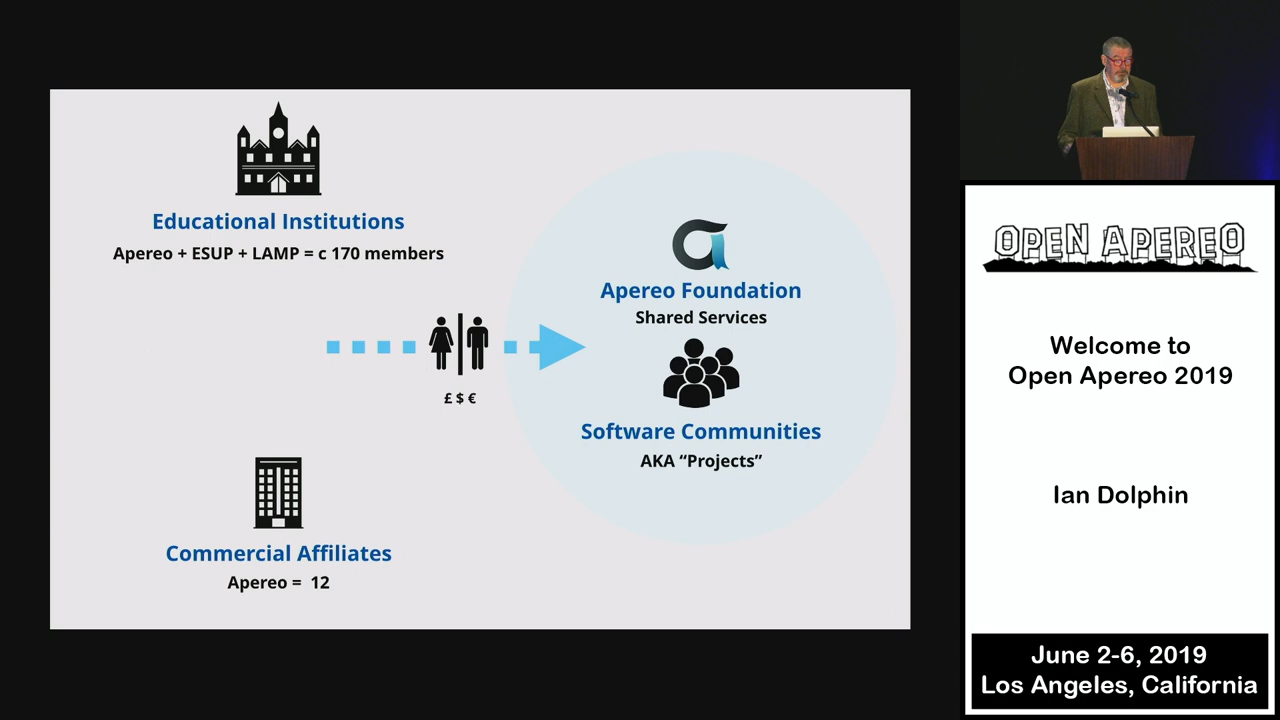 Educational Institutions
Apereo + ESUP + LAMP = c 170 members
£ $ €
Commercial Affiliates
Apereo = 12
Apereo Foundation
Shared Services
Software Communities
AKA “Projects”
OPEN APEREO
Welcome to
Open Apereo 2019
Ian Dolphin
June 2-6, 2019
Los Angeles, California